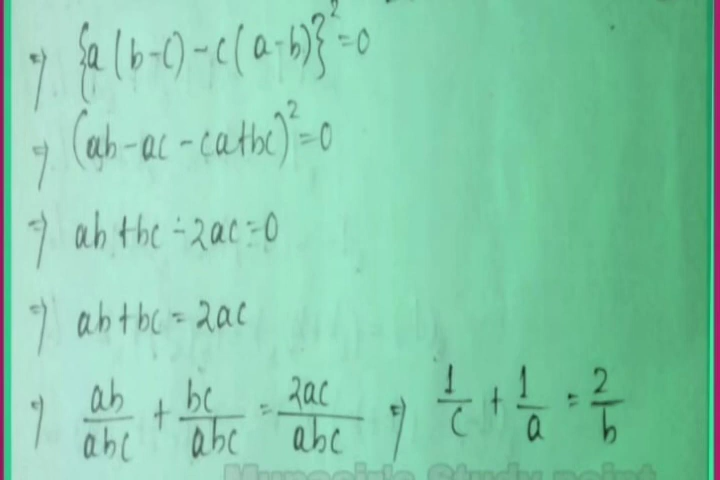 ⇒ {a(b-c)-c(a-b)}²=0
⇒ (ab-ac-ca+bc)²=0
⇒ ab+bc-2ac=0
⇒ ab+bc=2ac
⇒ ab/abc + bc/abc = 2ac/abc ⇒ 1/c + 1/a = 2/b